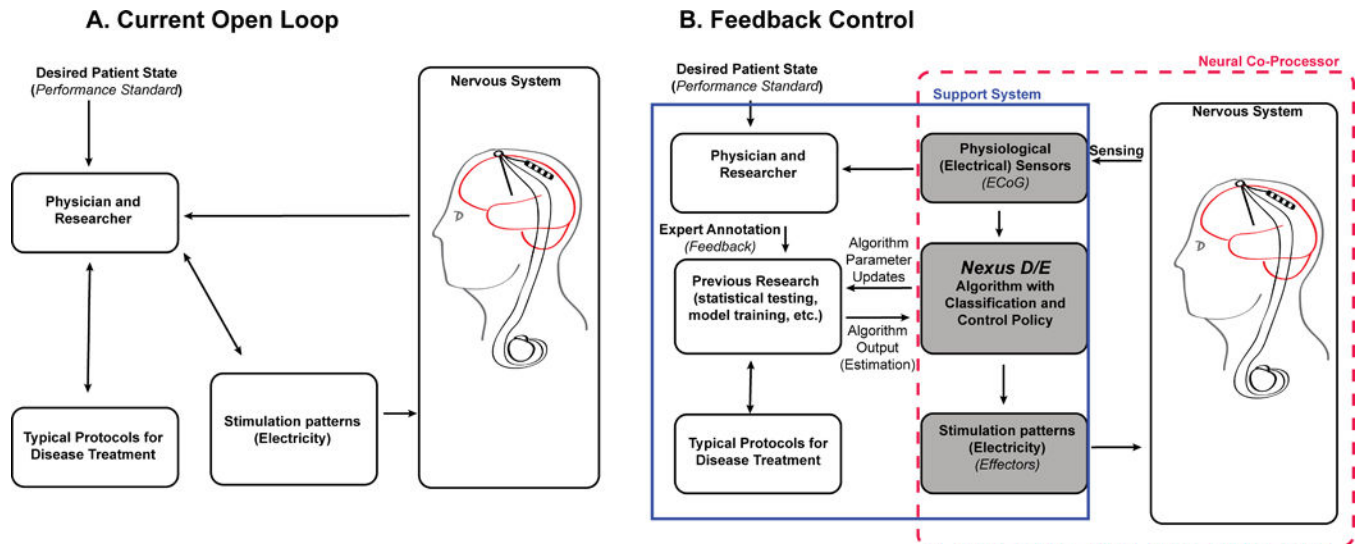 A. Current Open Loop
Desired Patient State
(Performance Standard)
Nervous System
Physician and
Researcher
Typical Protocols for
Disease Treatment
Stimulation patterns
(Electricity)
B. Feedback Control
Neural Co-Processor
Desired Patient State
(Performance Standard)
Support System
Nervous System
Physician and
Researcher
Physiological
(Electrical) Sensors
(ECoG)
Sensing
Expert Annotation
(Feedback)
Algorithm
Parameter
Updates
Previous Research
(statistical testing,
model training, etc.)
Nexus D/E
Algorithm with
Classification and
Control Policy
Algorithm
Output
(Estimation)
Typical Protocols for
Disease Treatment
Stimulation patterns
(Electricity)
(Effectors)